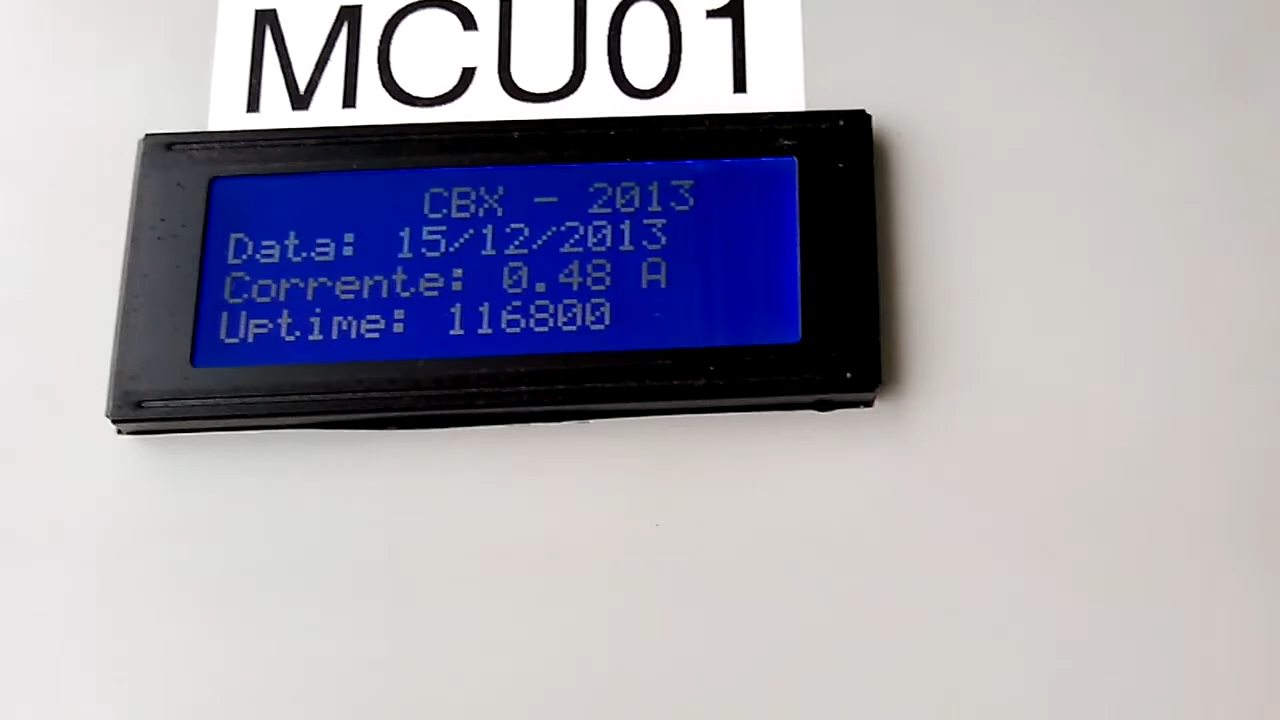 MCU01
CBX - 2013
Data: 15/12/2013
Corrente: 0.48 A
Uptime: 116800